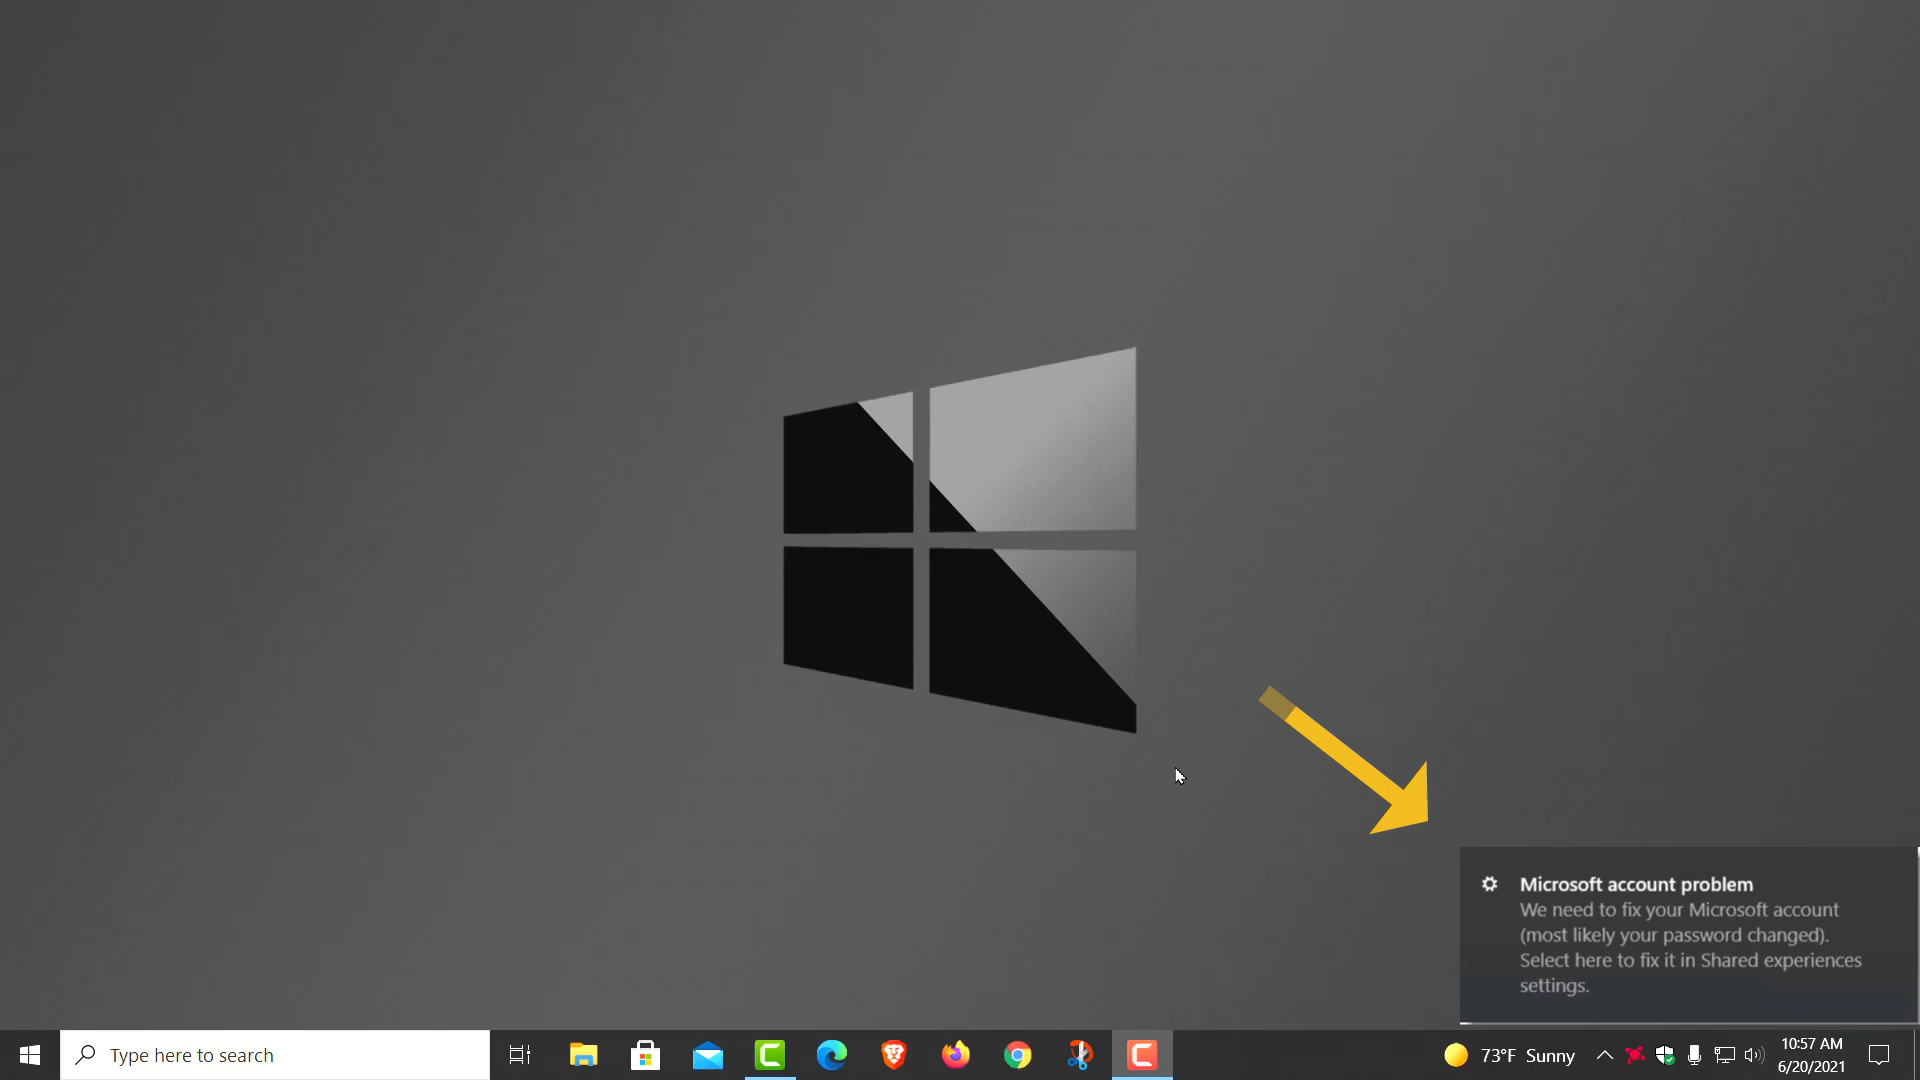 Microsoft account problem
We need to fix your Microsoft account
(most likely your password changed).
Select here to fix it in Shared experiences
settings.
Type here to search
73°F Sunny
10:57 AM
6/20/2021